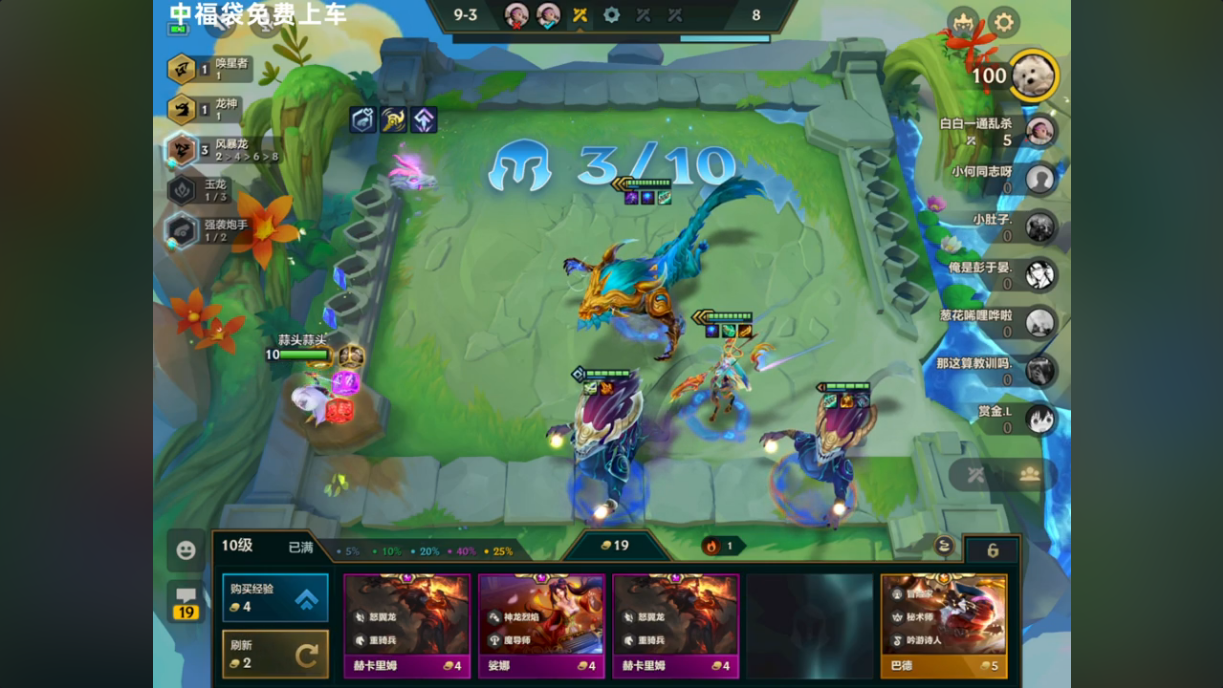 中福袋免费上车
9-3
8
1 唤星者
1
1 龙神
1
3 风暴龙
2 > 4 > 6 > 8
玉龙
1 / 3
强袭炮手
1 / 2
3/10
100
白白一通乱杀
5
小何同志呀
0
小肚子.
0
俺是彭于晏.
0
葱花唏哩哗啦
0
那这算教训吗.
0
赏金.L
0
蒜头蒜头
10
10级
已满
5%
10%
20%
40%
25%
19
1
6
19
购买经验
4
刷新
2
怒翼龙
重骑兵
赫卡里姆
4
神龙烈焰
魔导师
娑娜
4
怒翼龙
重骑兵
赫卡里姆
4
冒险家
秘术师
吟游诗人
巴德
5